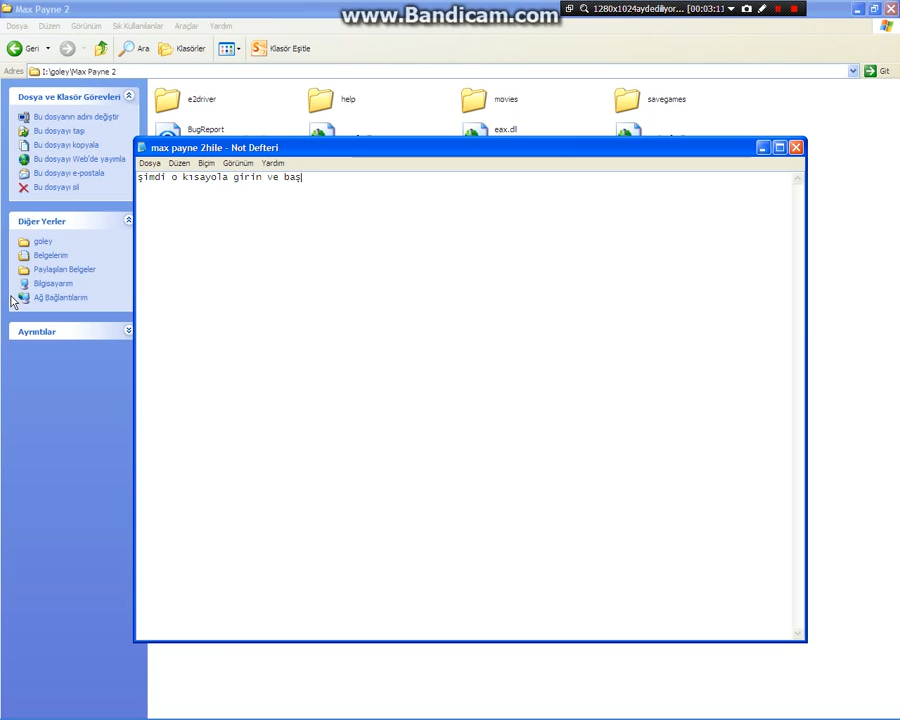 Max Payne 2
www.Bandicam.com
1280x1024aydediliyor... [00:03:11]
Dosya Düzen Görünüm Sık Kullanılanlar Araçlar Yardım
Geri Ara Klasörler Klasör Eşitle
Adres I:\goley\Max Payne 2 Git
Dosya ve Klasör Görevleri
Bu dosyanın adını değiştir
Bu dosyayı taşı
Bu dosyayı kopyala
Bu dosyayı Web'de yayımla
Bu dosyayı e-postala
Bu dosyayı sil
Diğer Yerler
goley
Belgelerim
Paylaşılan Belgeler
Bilgisayarım
Ağ Bağlantılarım
Ayrıntılar
e2driver help movies savegames
BugReport eax.dl
max payne 2hile - Not Defteri
Dosya Düzen Biçim Görünüm Yardım
şimdi o kısayola girin ve baş